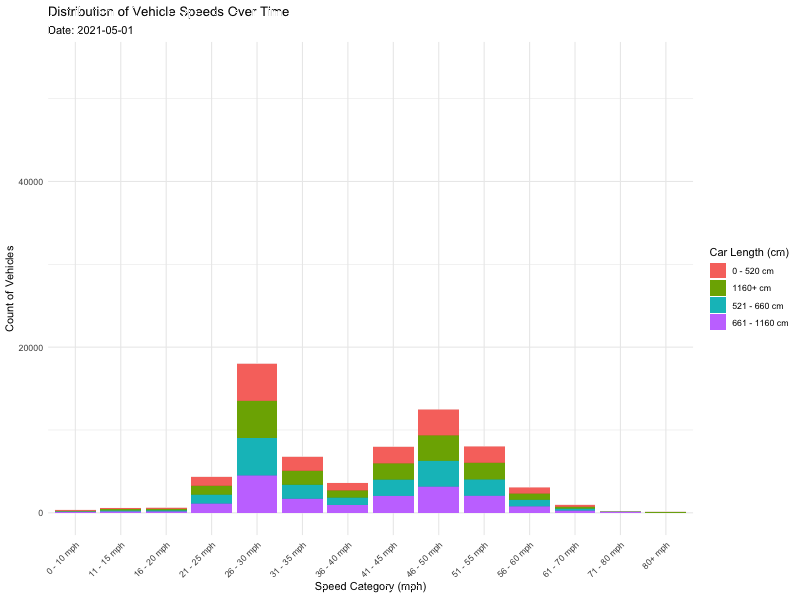 Distribution of Vehicle Speeds Over Time
Date: 2021-05-01
Count of Vehicles
40000
20000
0
0 - 10 mph
11 - 15 mph
16 - 20 mph
21 - 25 mph
26 - 30 mph
31 - 35 mph
36 - 40 mph
41 - 45 mph
46 - 50 mph
51 - 55 mph
56 - 60 mph
61 - 70 mph
71 - 80 mph
80+ mph
Speed Category (mph)
Car Length (cm)
0 - 520 cm
1160+ cm
521 - 660 cm
661 - 1160 cm